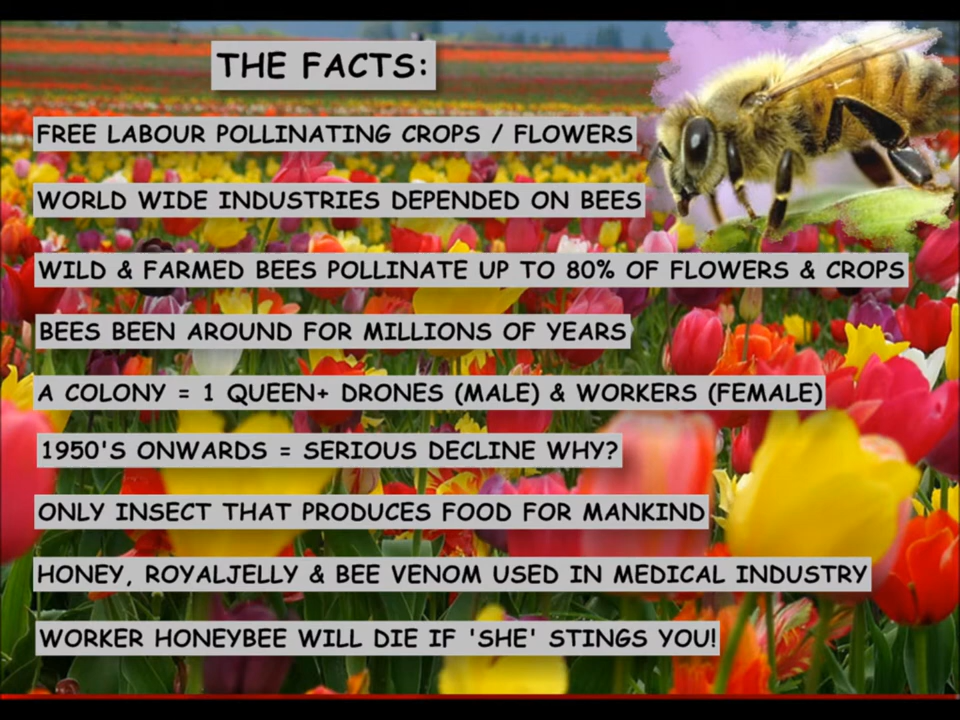 THE FACTS:
FREE LABOUR POLLINATING CROPS / FLOWERS
WORLD WIDE INDUSTRIES DEPENDED ON BEES
WILD & FARMED BEES POLLINATE UP TO 80% OF FLOWERS & CROPS
BEES BEEN AROUND FOR MILLIONS OF YEARS
A COLONY = 1 QUEEN+ DRONES (MALE) & WORKERS (FEMALE)
1950'S ONWARDS = SERIOUS DECLINE WHY?
ONLY INSECT THAT PRODUCES FOOD FOR MANKIND
HONEY, ROYALJELLY & BEE VENOM USED IN MEDICAL INDUSTRY
WORKER HONEYBEE WILL DIE IF 'SHE' STINGS YOU!